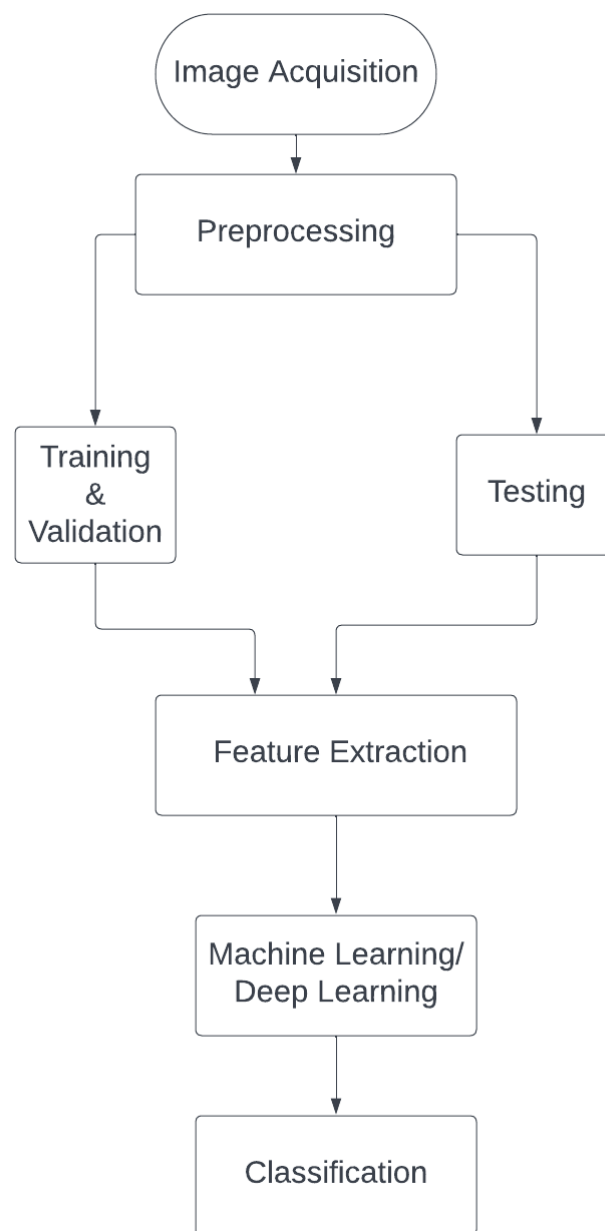 Image Acquisition
Preprocessing
Training
&
Validation
Testing
Feature Extraction
Machine Learning/
Deep Learning
Classification